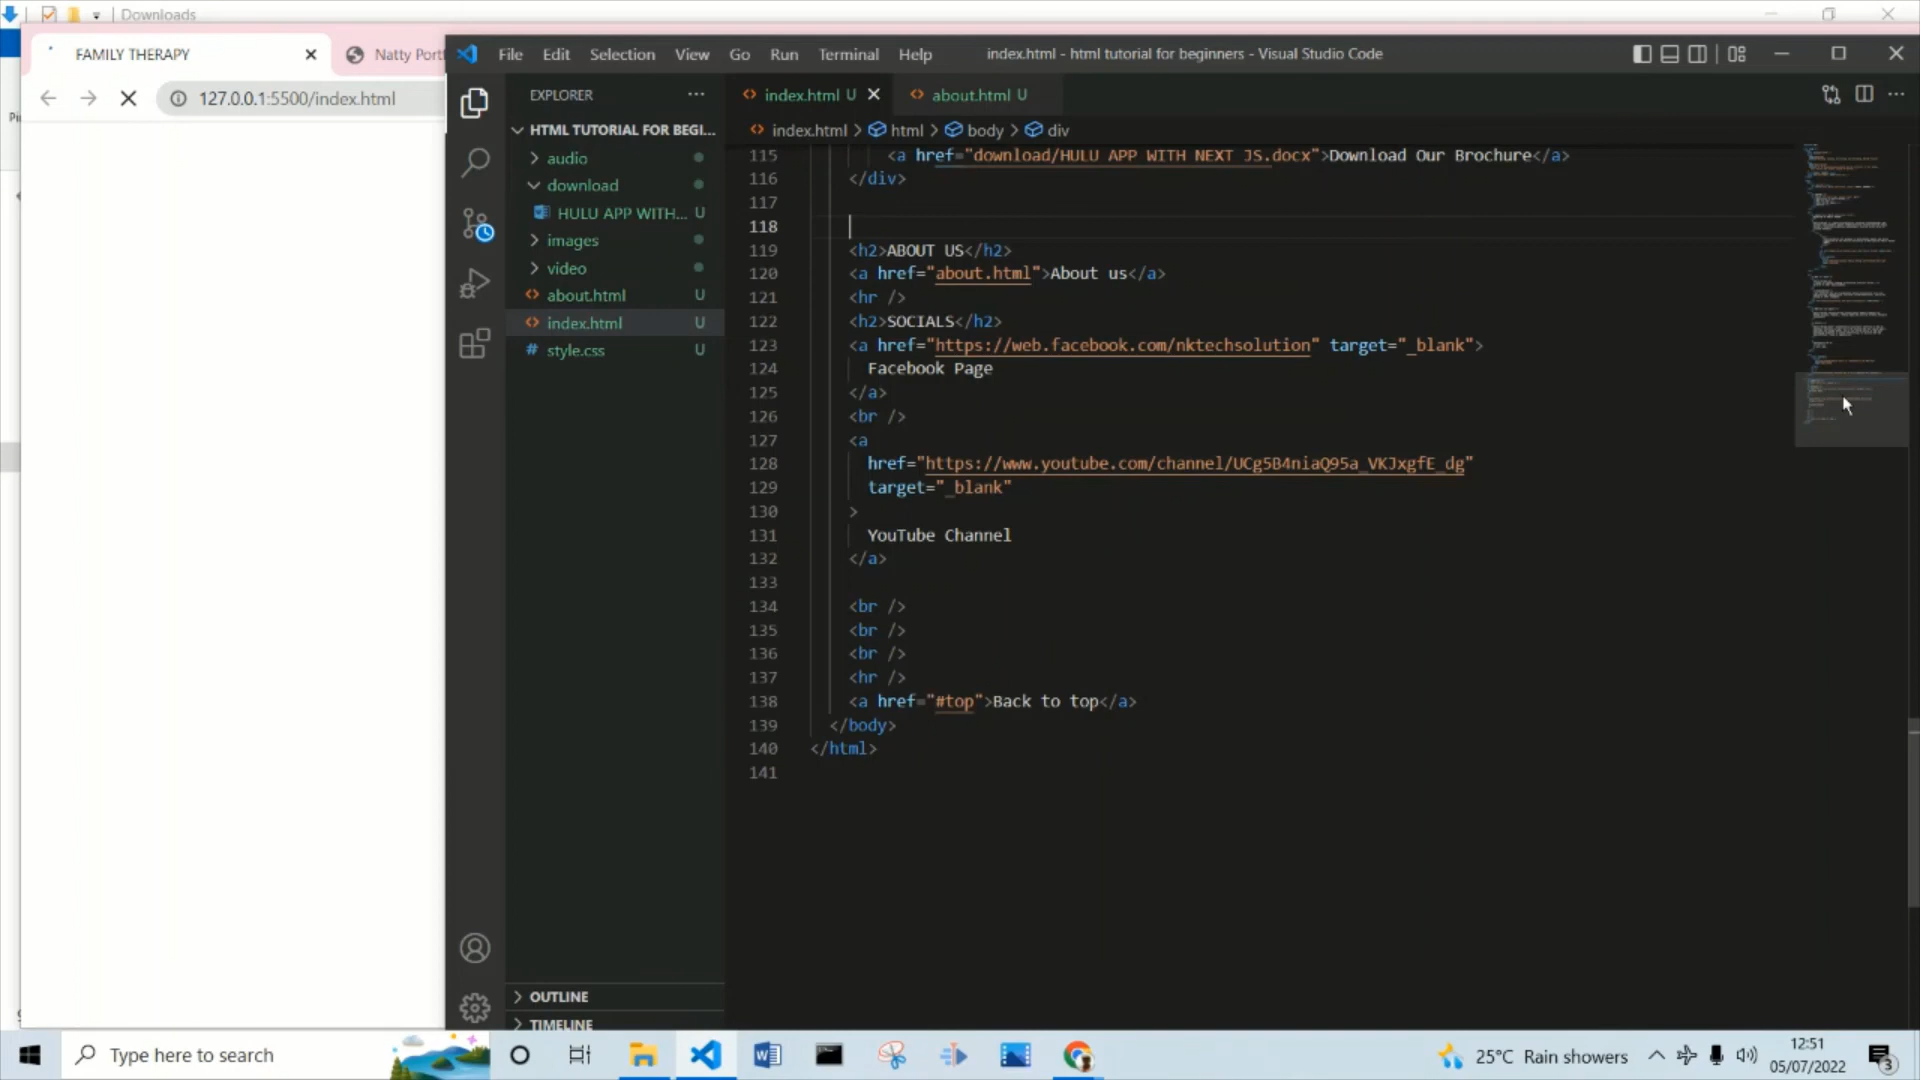 Downloads
FAMILY THERAPY
Natty Port
127.0.0.1:5500/index.html
File Edit Selection View Go Run Terminal Help
index.html - html tutorial for beginners - Visual Studio Code
EXPLORER
HTML TUTORIAL FOR BEGI...
audio
download
HULU APP WITH... U
images
video
about.html U
index.html U
style.css U
OUTLINE
TIMELINE
index.html U
about.html U
index.html > html > body > div
115 <a href="download/HULU APP WITH NEXT JS.docx">Download Our Brochure</a>
116 </div>
117
118
119 <h2>ABOUT US</h2>
120 <a href="about.html">About us</a>
121 <hr />
122 <h2>SOCIALS</h2>
123 <a href="https://web.facebook.com/nktechsolution" target="_blank">
124 Facebook Page
125 </a>
126 <br />
127 <a
128 href="https://www.youtube.com/channel/UCg5B4niaQ95a_VKJxgfE_dg"
129 target="_blank"
130 >
131 YouTube Channel
132 </a>
133
134 <br />
135 <br />
136 <br />
137 <hr />
138 <a href="#top">Back to top</a>
139 </body>
140 </html>
141
Type here to search
25°C Rain showers
12:51
05/07/2022
3